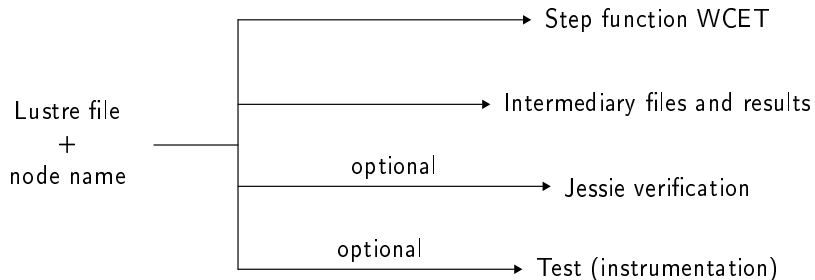 Lustre file
+
node name
Step function WCET
Intermediary files and results
optional
Jessie verification
optional
Test (instrumentation)